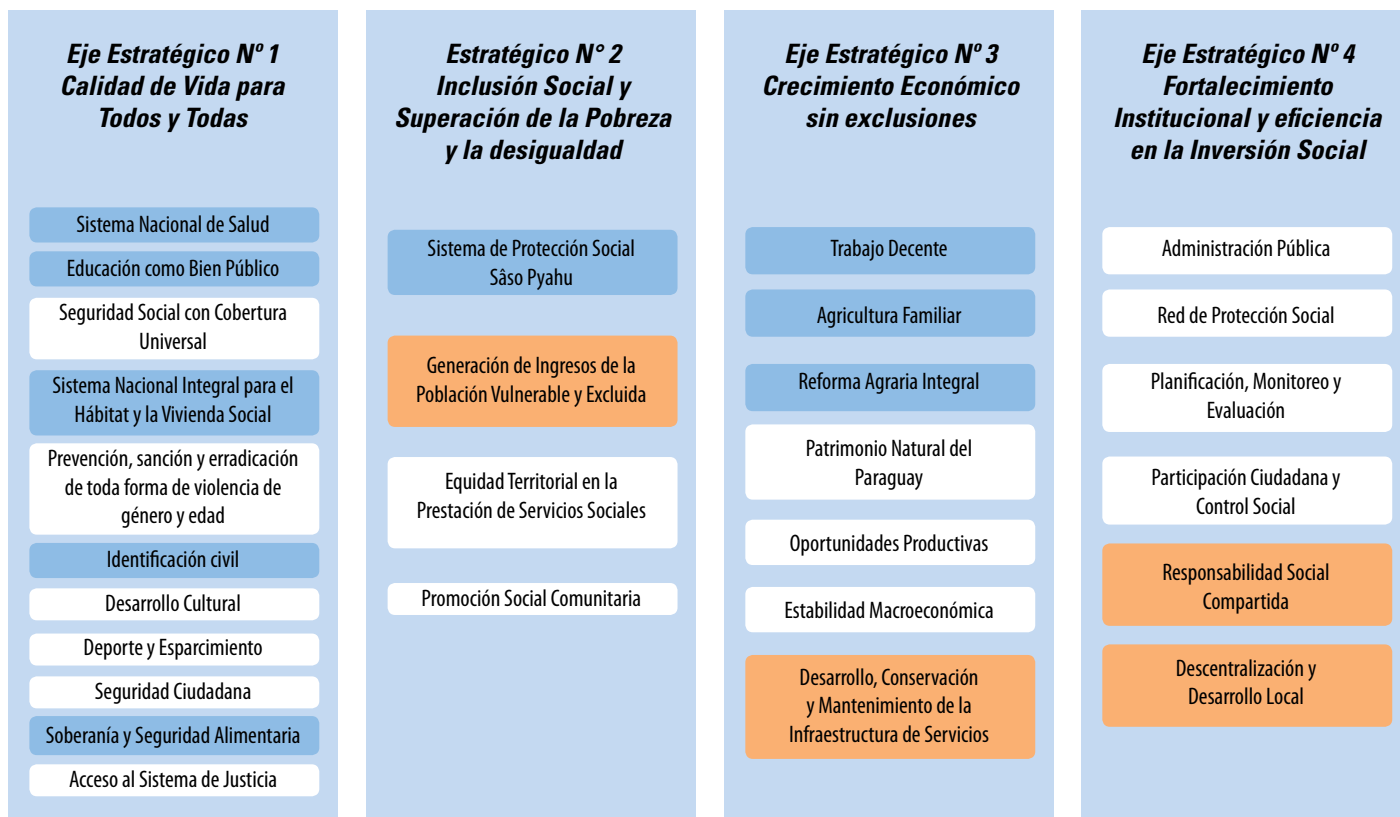 Eje Estratégico Nº 1
Calidad de Vida para
Todos y Todas
Sistema Nacional de Salud
Educación como Bien Público
Seguridad Social con Cobertura
Universal
Sistema Nacional Integral para el
Hábitat y la Vivienda Social
Prevención, sanción y erradicación
de toda forma de violencia de
género y edad
Identificación civil
Desarrollo Cultural
Deporte y Esparcimiento
Seguridad Ciudadana
Soberanía y Seguridad Alimentaria
Acceso al Sistema de Justicia
Estratégico N° 2
Inclusión Social y
Superación de la Pobreza
y la desigualdad
Sistema de Protección Social
Sâso Pyahu
Generación de Ingresos de la
Población Vulnerable y Excluida
Equidad Territorial en la
Prestación de Servicios Sociales
Promoción Social Comunitaria
Eje Estratégico Nº 3
Crecimiento Económico
sin exclusiones
Trabajo Decente
Agricultura Familiar
Reforma Agraria Integral
Patrimonio Natural del
Paraguay
Oportunidades Productivas
Estabilidad Macroeconómica
Desarrollo, Conservación
y Mantenimiento de la
Infraestructura de Servicios
Eje Estratégico Nº 4
Fortalecimiento
Institucional y eficiencia
en la Inversión Social
Administración Pública
Red de Protección Social
Planificación, Monitoreo y
Evaluación
Participación Ciudadana y
Control Social
Responsabilidad Social
Compartida
Descentralización y
Desarrollo Local